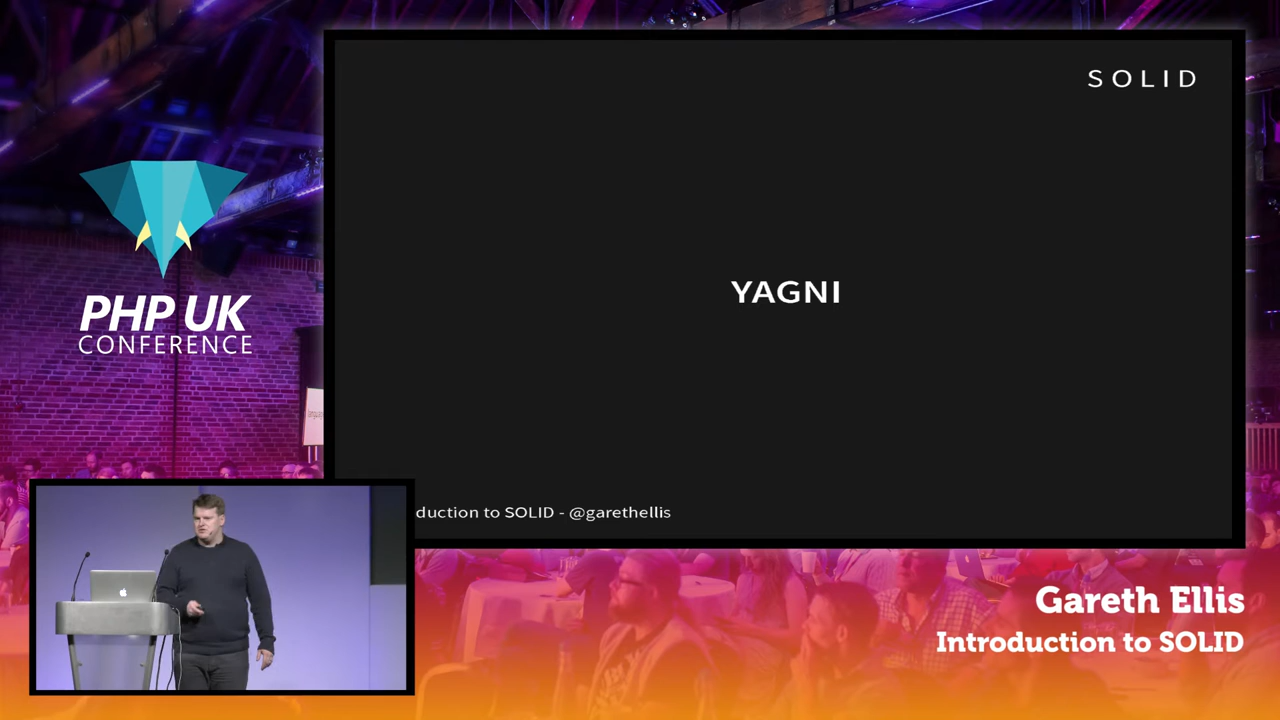 SOLID
YAGNI
duction to SOLID - @garethellis
PHP UK
CONFERENCE
Gareth Ellis
Introduction to SOLID